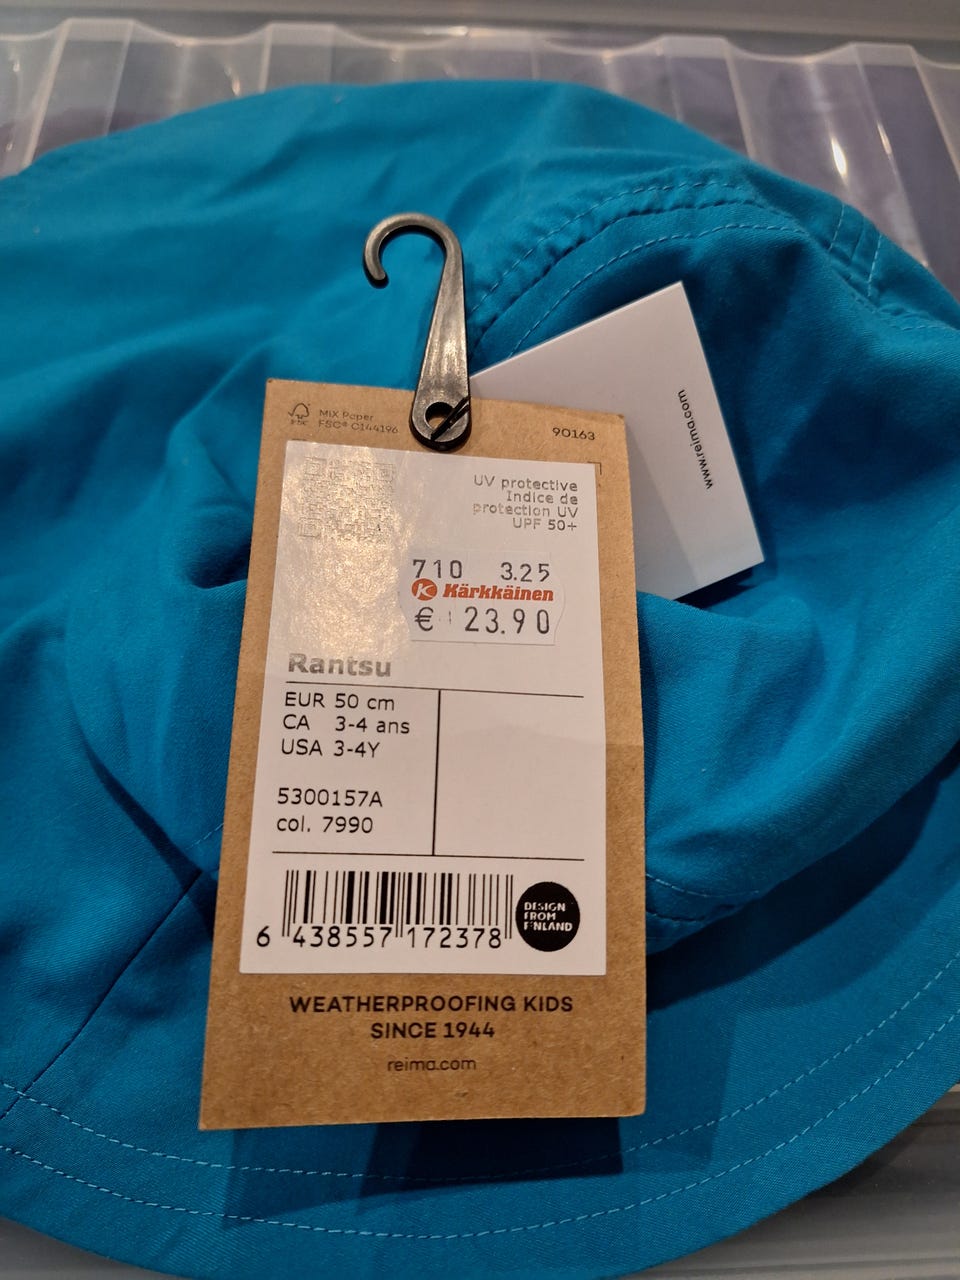 MIX Paper
FSC® C144196
FSC
90163
UV protective
Indice de
protection UV
UPF 50+
www.reima.com
710 3.25
K Kärkkäinen
€ 23.90
Rantsu
EUR 50 cm
CA 3-4 ans
USA 3-4Y
5300157A
col. 7990
6 438557 172378
DESIGN
FROM
FINLAND
WEATHERPROOFING KIDS
SINCE 1944
reima.com